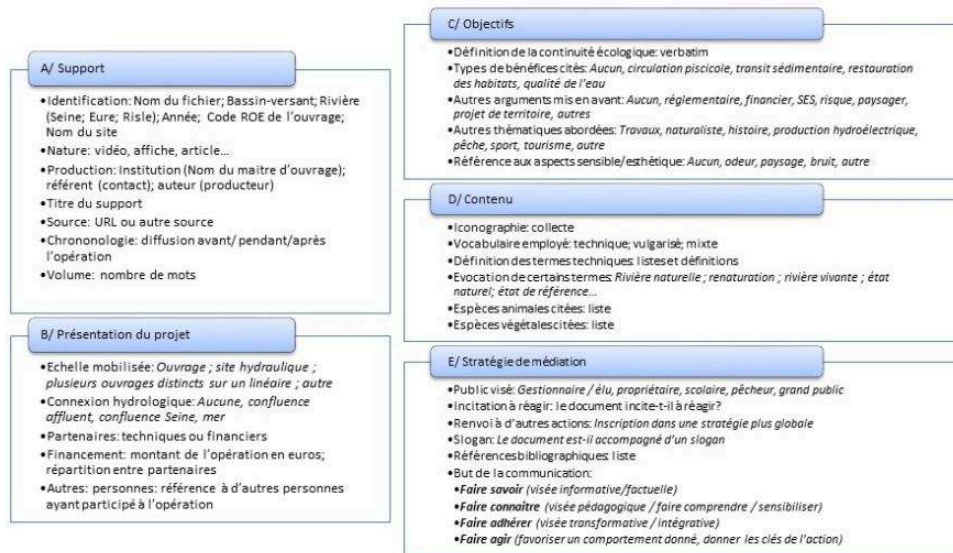 A/ Support
•Identification: Nom du fichier; Bassin-versant; Rivière
(Seine; Eure; Risle); Année; Code ROE de l'ouvrage;
Nom du site
•Nature: vidéo, affiche, article…
•Production: Institution (Nom du maitre d'ouvrage);
référent (contact); auteur (producteur)
•Titre du support
•Source: URL ou autre source
•Chrononologie: diffusion avant/ pendant/après
l'opération
•Volume: nombre de mots
B/ Présentation du projet
•Echelle mobilisée: Ouvrage ; site hydraulique ;
plusieurs ouvrages distincts sur un linéaire ; autre
•Connexion hydrologique: Aucune, confluence
affluent, confluence Seine, mer
•Partenaires: techniques ou financiers
•Financement: montant de l'opération en euros;
répartition entre partenaires
•Autres: personnes: référence à d'autres personnes
ayant participé à l'opération
C/ Objectifs
•Définition de la continuité écologique: verbatim
•Types de bénéfices cités: Aucun, circulation piscicole, transit sédimentaire, restauration
des habitats, qualité de l'eau
•Autres arguments mis en avant: Aucun, réglementaire, financier, SES, risque, paysager,
projet de territoire, autres
•Autres thématiques abordées: Travaux, naturaliste, histoire, production hydroélectrique,
pêche, sport, tourisme, autre
•Référence aux aspects sensible/esthétique: Aucun, odeur, paysage, bruit, autre
D/ Contenu
•Iconographie: collecte
•Vocabulaire employé: technique; vulgarisé; mixte
•Définition des termes techniques: listes et définitions
•Evocation de certains termes: Rivière naturelle ; renaturation ; rivière vivante ; état
naturel; état de référence…
•Espèces animales citées: liste
•Espèces végétales citées: liste
E/ Stratégie de médiation
•Public visé: Gestionnaire / élu, propriétaire, scolaire, pêcheur, grand public
•Incitation à réagir: le document incite-t-il à réagir?
•Renvoi à d'autres actions: Inscription dans une stratégie plus globale
•Slogan: Le document est-il accompagné d'un slogan
•Références bibliographiques: liste
•But de la communication:
•Faire savoir (visée informative/factuelle)
•Faire connaitre (visée pédagogique / faire comprendre / sensibiliser)
•Faire adhérer (visée transformative / intégrative)
•Faire agir (favoriser un comportement donné, donner les clés de l'action)